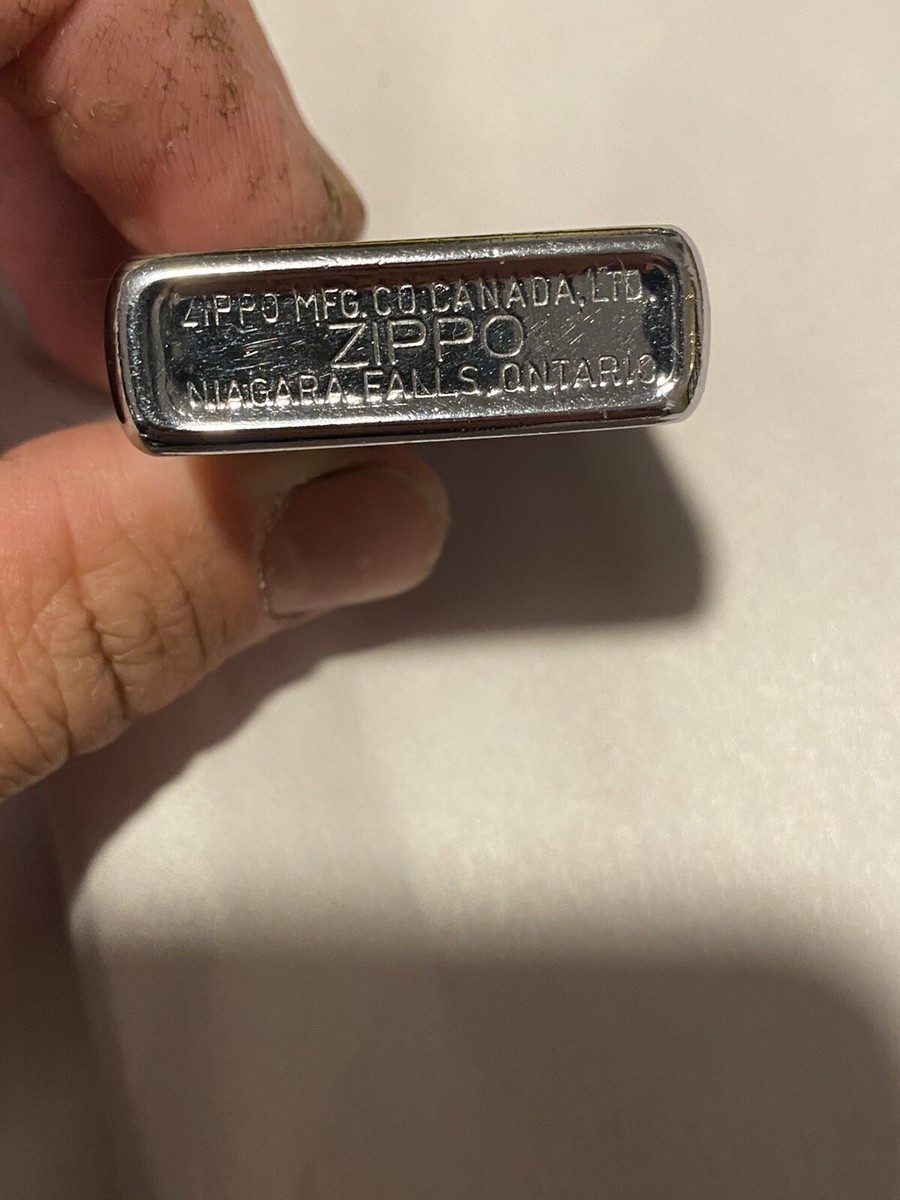 ZIPPO MFG. CO. CANADA, LTD.
ZIPPO
NIAGARA FALLS, ONTARIO